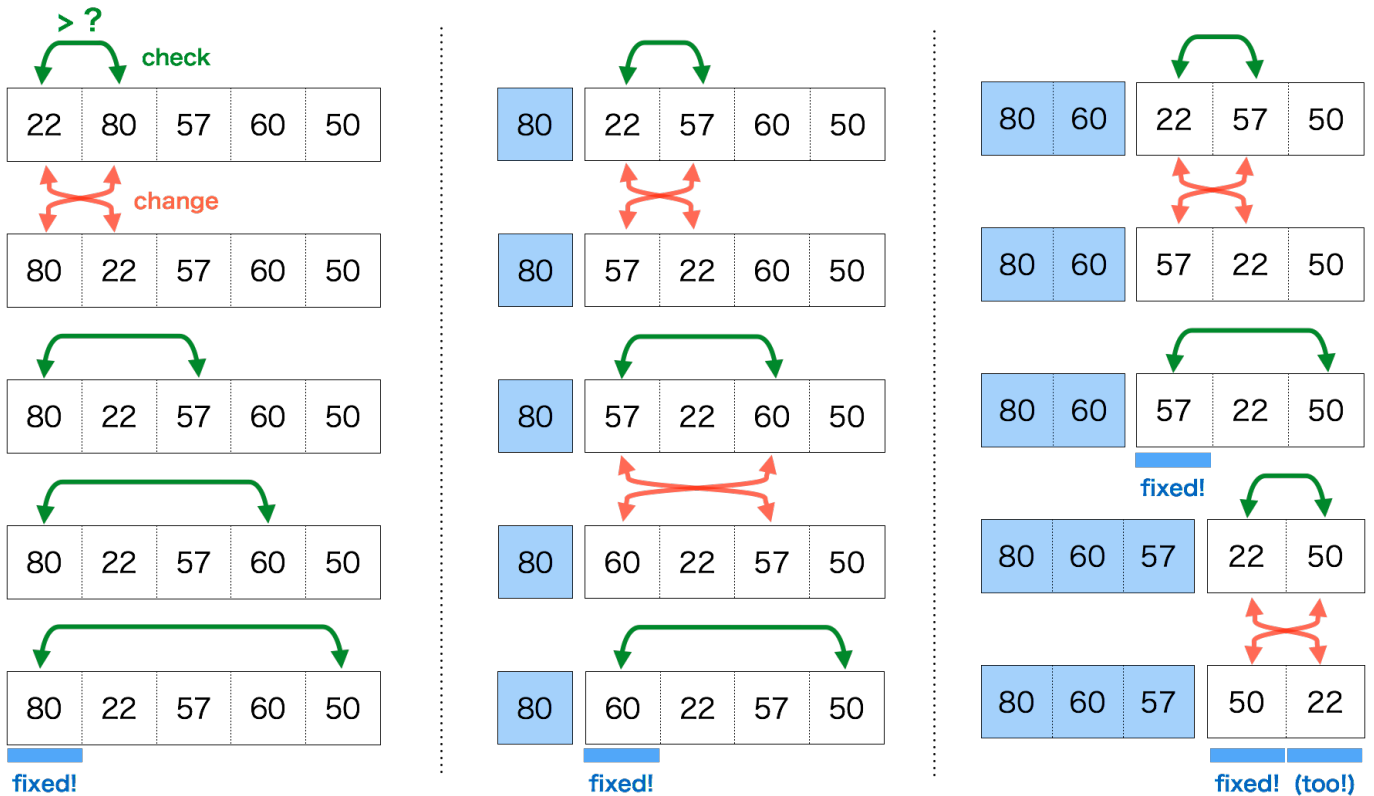 > ?
check
22 80 57 60 50
change
80 22 57 60 50
80 22 57 60 50
80 22 57 60 50
80 22 57 60 50
fixed!
80 22 57 60 50
80 57 22 60 50
80 57 22 60 50
80 60 22 57 50
80 60 22 57 50
fixed!
80 60 22 57 50
80 60 57 22 50
80 60 57 22 50
fixed!
80 60 57 22 50
80 60 57 50 22
fixed! (too!)